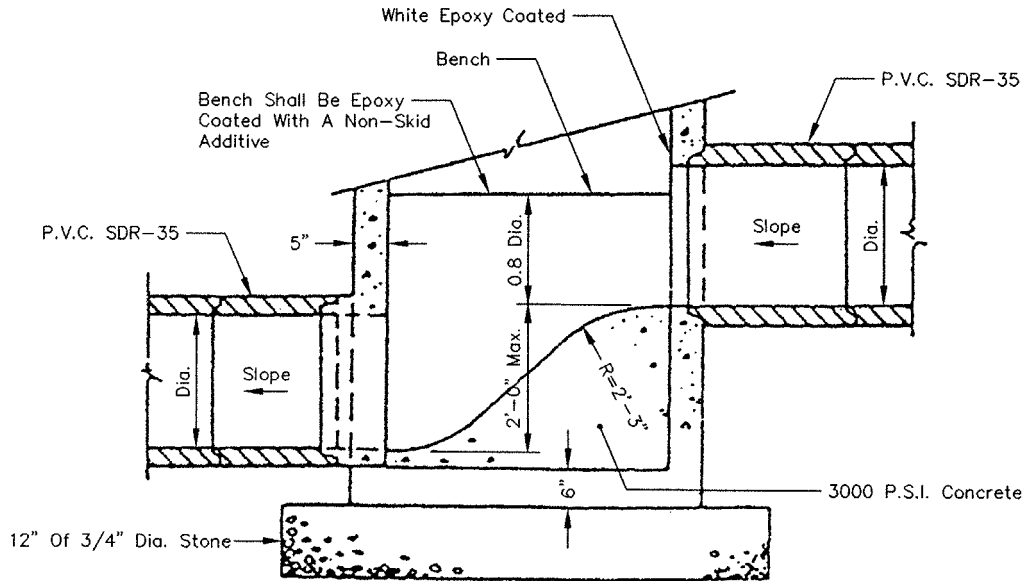 White Epoxy Coated
Bench
P.V.C. SDR-35
Bench Shall Be Epoxy
Coated With A Non-Skid
Additive
P.V.C. SDR-35
5"
0.8 Dia.
Slope
Dia.
Dia.
Slope
2'-0" Max.
R=2'-3"
6"
3000 P.S.I. Concrete
12" Of 3/4" Dia. Stone